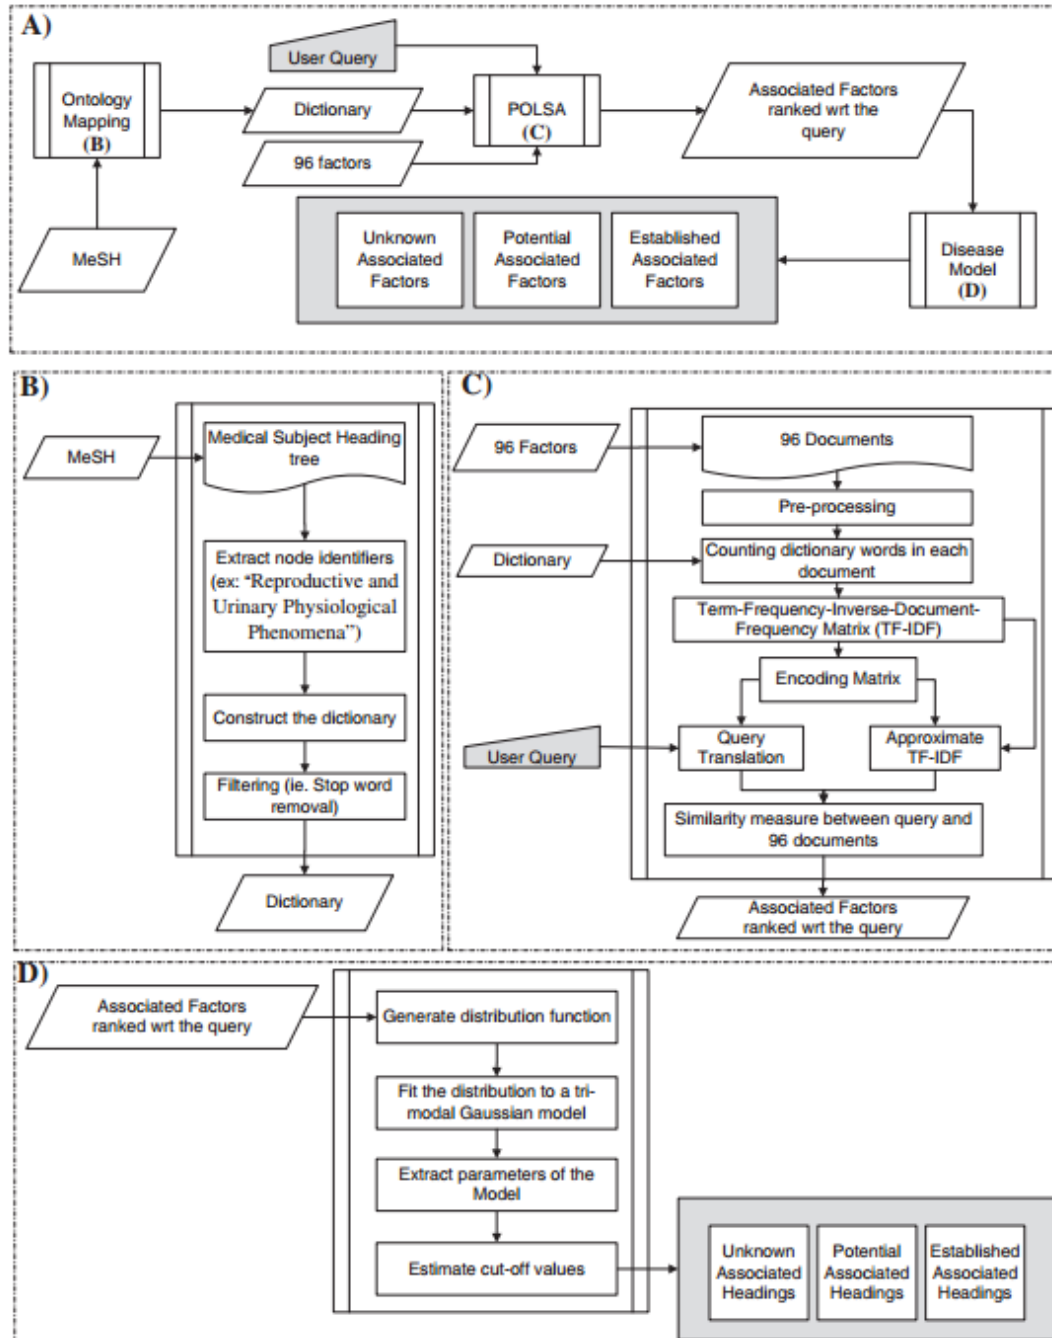 A)
User Query
Ontology
Mapping
(B)
Dictionary
POLSA
(C)
Associated Factors
ranked wrt the
query
96 factors
MeSH
Unknown
Associated
Factors
Potential
Associated
Factors
Established
Associated
Factors
Disease
Model
(D)
B)
MeSH
Medical Subject Heading
tree
Extract node identifiers
(ex: “Reproductive and
Urinary Physiological
Phenomena”)
Construct the dictionary
Filtering (ie. Stop word
removal)
Dictionary
C)
96 Factors
96 Documents
Pre-processing
Dictionary
Counting dictionary words in each
document
Term-Frequency-Inverse-Document-
Frequency Matrix (TF-IDF)
Encoding Matrix
User Query
Query
Translation
Approximate
TF-IDF
Similarity measure between query and
96 documents
Associated Factors
ranked wrt the query
D)
Associated Factors
ranked wrt the query
Generate distribution function
Fit the distribution to a tri-
modal Gaussian model
Extract parameters of the
Model
Estimate cut-off values
Unknown
Associated
Headings
Potential
Associated
Headings
Established
Associated
Headings